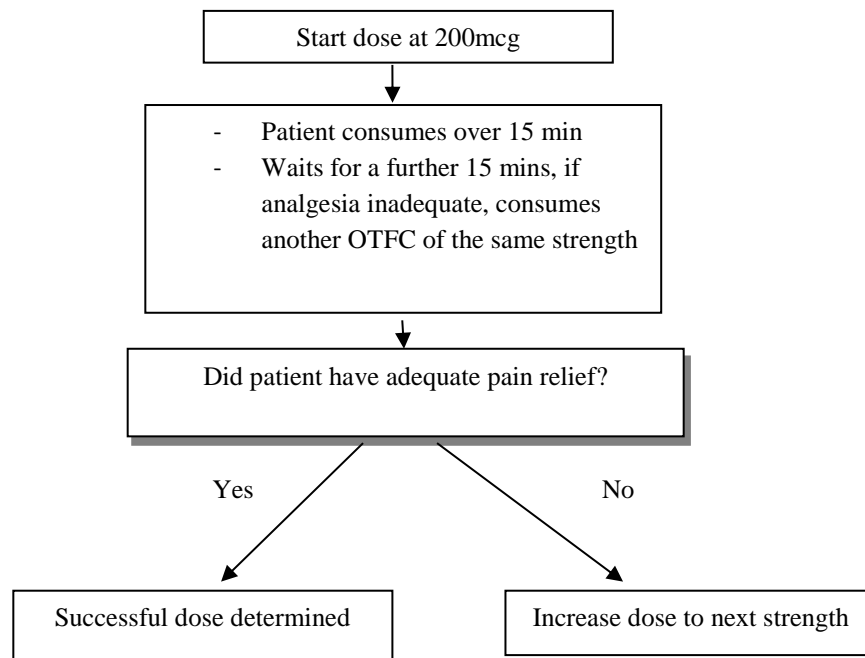 Start dose at 200mcg
- Patient consumes over 15 min
- Waits for a further 15 mins, if
analgesia inadequate, consumes
another OTFC of the same strength
Did patient have adequate pain relief?
Yes
No
Successful dose determined
Increase dose to next strength